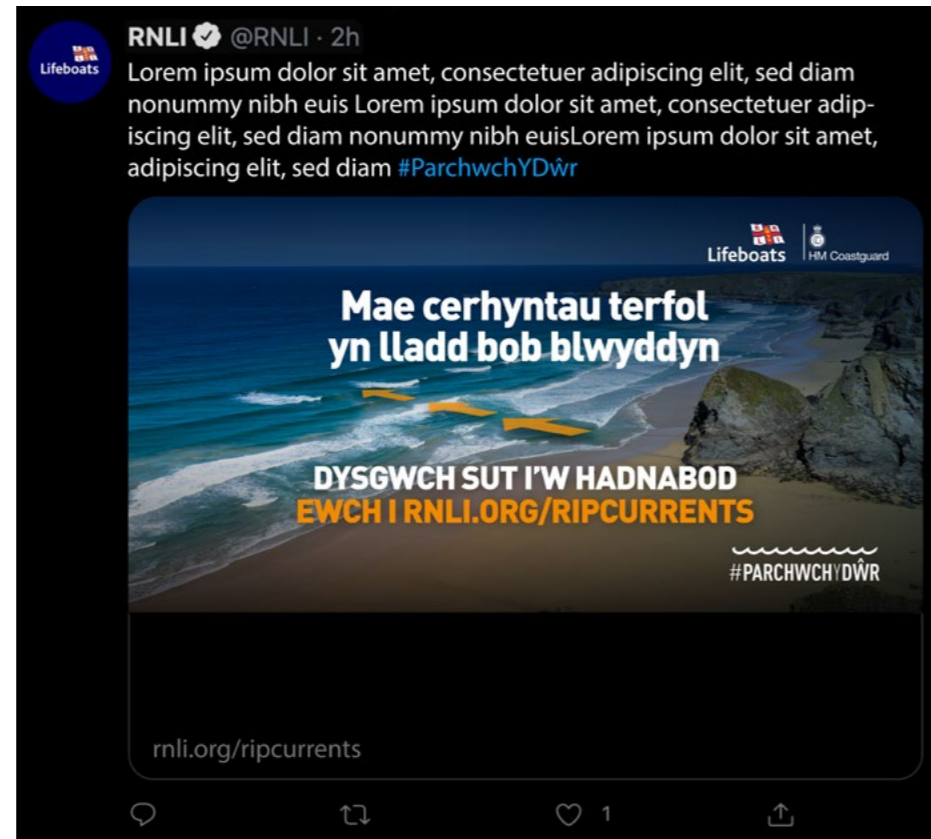 RNLI @RNLI · 2h
Lifeboats
Lorem ipsum dolor sit amet, consectetuer adipiscing elit, sed diam
nonummy nibh euis Lorem ipsum dolor sit amet, consectetuer adip-
iscing elit, sed diam nonummy nibh euisLorem ipsum dolor sit amet,
adipiscing elit, sed diam #ParchwchYDŵr
Lifeboats
HM Coastguard
Mae cerhyntau terfol
yn lladd bob blwyddyn
DYSGWCH SUT I'W HADNABOD
EWCH I RNLI.ORG/RIPCURRENTS
#PARCHWCHYDŴR
rnli.org/ripcurrents
1